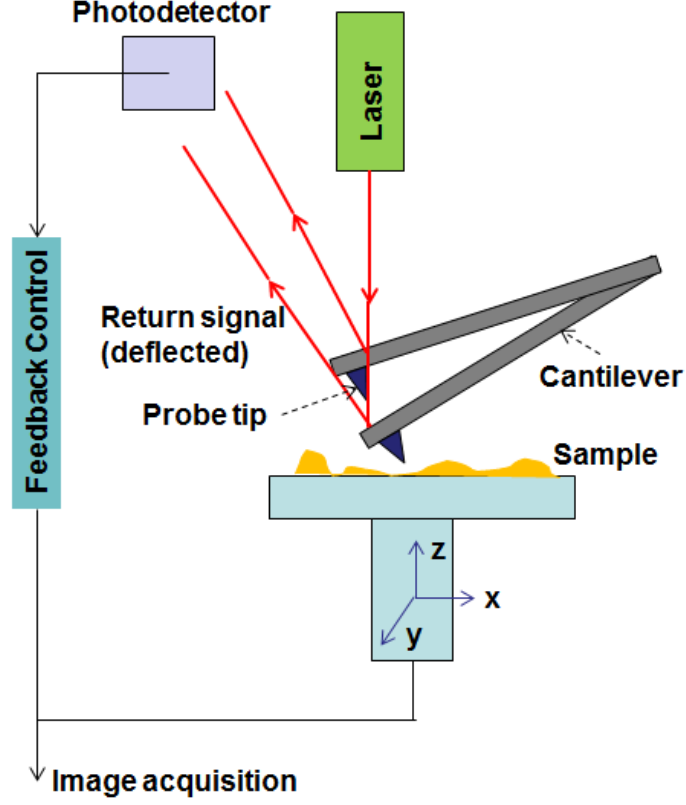 Photodetector
Laser
Feedback Control
Return signal
(deflected)
Probe tip
Cantilever
Sample
z
x
y
Image acquisition